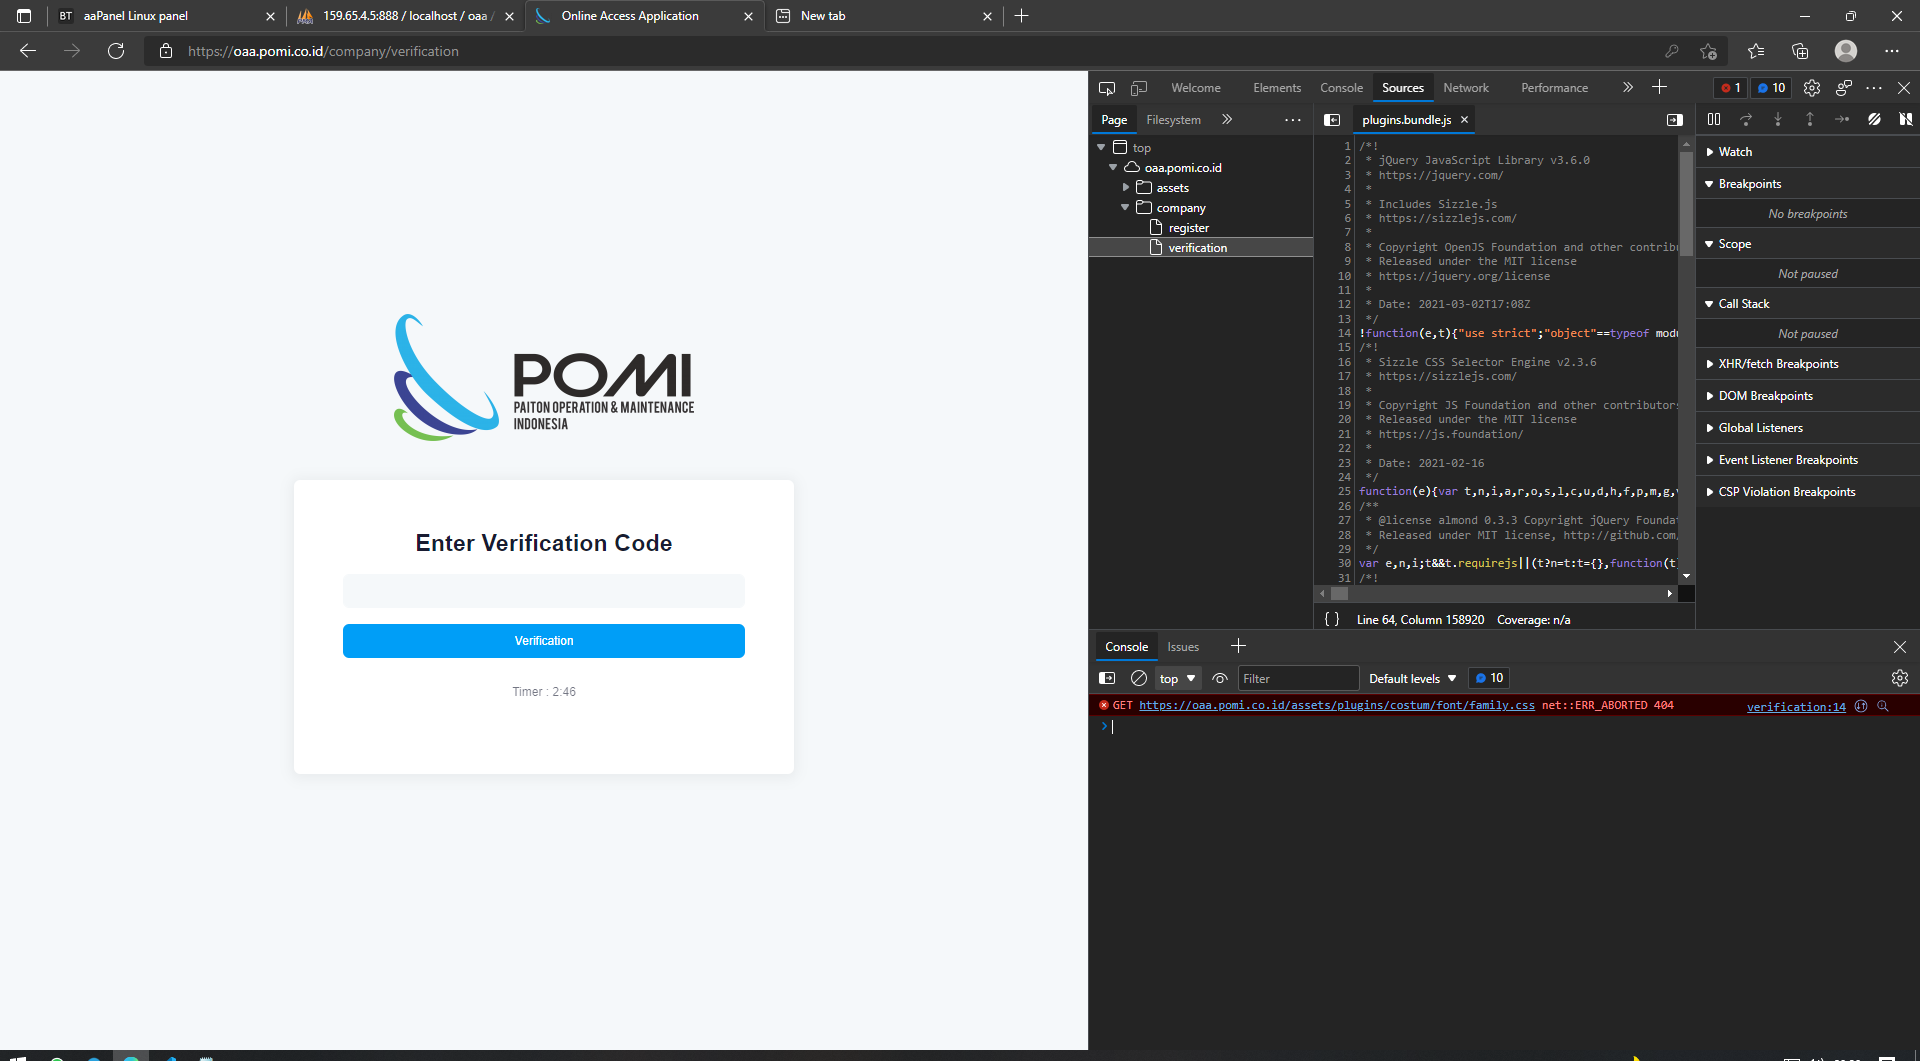 BT aaPanel Linux panel
159.65.4.5:888 / localhost / oaa /
Online Access Application
New tab
https://oaa.pomi.co.id/company/verification
Welcome Elements Console Sources Network Performance 1 10
Page Filesystem
plugins.bundle.js
top
oaa.pomi.co.id
assets
company
register
verification
1 /*!
2 * jQuery JavaScript Library v3.6.0
3 * https://jquery.com/
4 *
5 * Includes Sizzle.js
6 * https://sizzlejs.com/
7 *
8 * Copyright OpenJS Foundation and other contribu
9 * Released under the MIT license
10 * https://jquery.org/license
11 *
12 * Date: 2021-03-02T17:08Z
13 */
14 !function(e,t){"use strict";"object"==typeof modu
15 /*!
16 * Sizzle CSS Selector Engine v2.3.6
17 * https://sizzlejs.com/
18 *
19 * Copyright JS Foundation and other contributors
20 * Released under the MIT license
21 * https://js.foundation/
22 *
23 * Date: 2021-02-16
24 */
25 function(e){var t,n,i,a,r,o,s,l,c,u,d,h,f,p,m,g,
26 /**
27 * @license almond 0.3.3 Copyright jQuery Foundat
28 * Released under MIT license, http://github.com,
29 */
30 var e,n,i;t&&t.requirejs||(t?n=t:t={},function(t
31 /*!
{ } Line 64, Column 158920 Coverage: n/a
Watch
Breakpoints
No breakpoints
Scope
Not paused
Call Stack
Not paused
XHR/fetch Breakpoints
DOM Breakpoints
Global Listeners
Event Listener Breakpoints
CSP Violation Breakpoints
POMI
PAITON OPERATION & MAINTENANCE
INDONESIA
Enter Verification Code
Verification
Timer : 2:46
Console Issues
top Filter Default levels 10
GET https://oaa.pomi.co.id/assets/plugins/costum/font/family.css net::ERR_ABORTED 404 verification:14